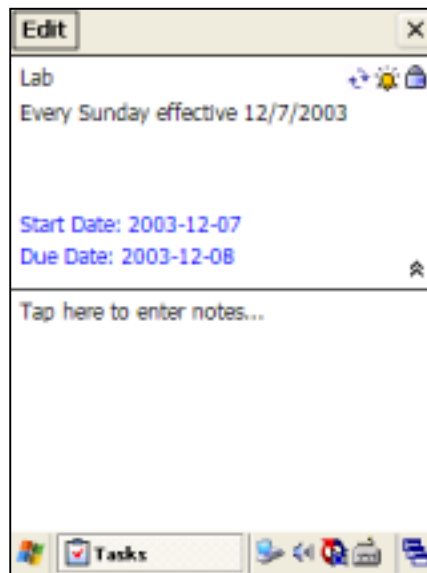 Edit
Lab
Every Sunday effective 12/7/2003
Start Date: 2003-12-07
Due Date: 2003-12-08
Tap here to enter notes...
Tasks